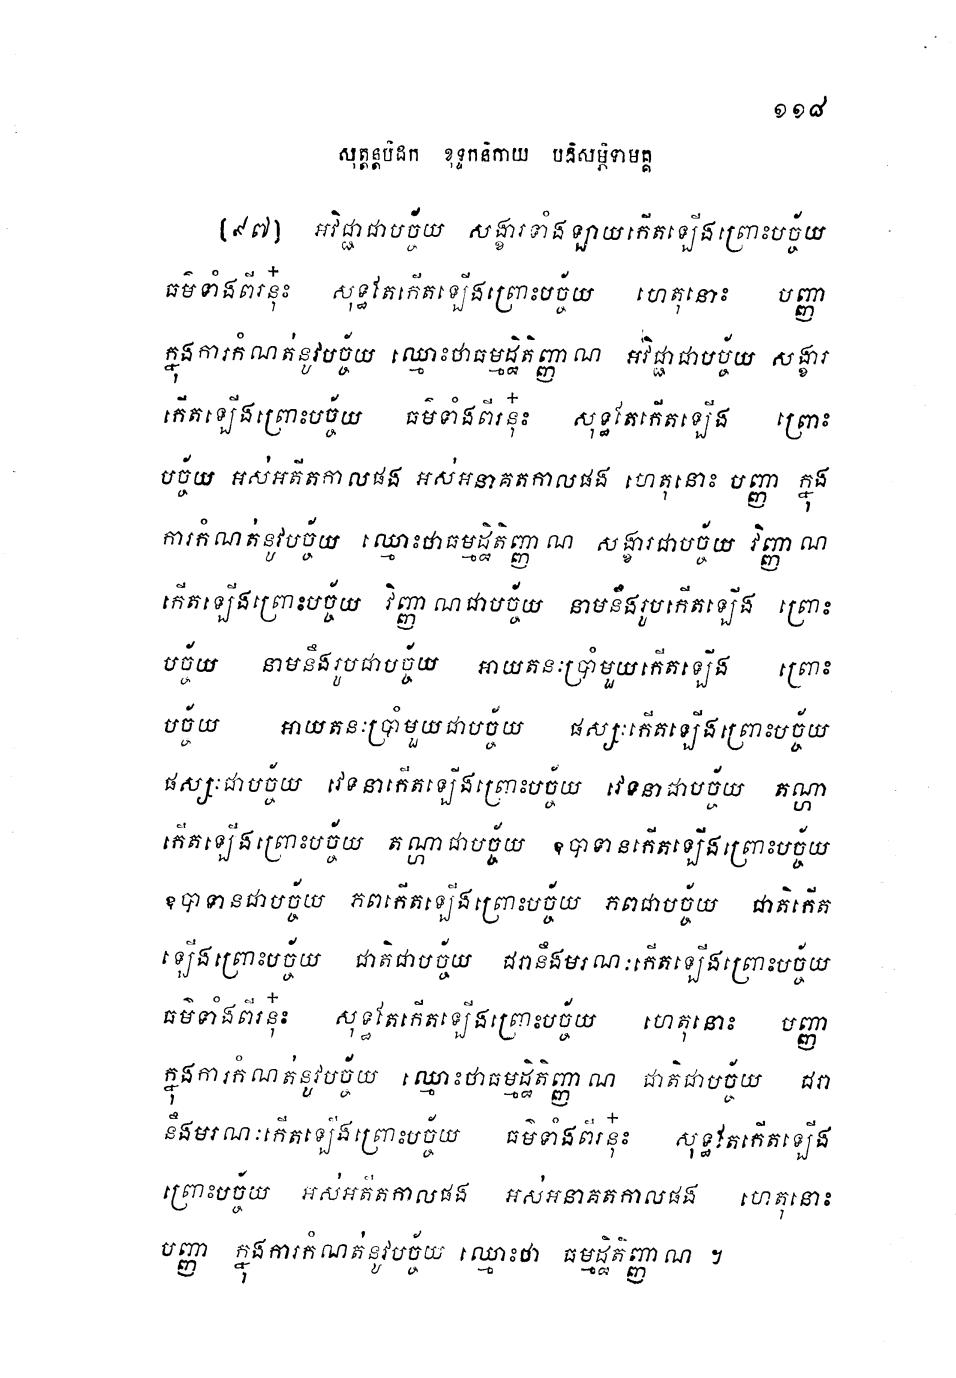 ១១៨
សុត្តន្តបិដក ខុទ្ទកនិកាយ បដិសម្ភិទាមគ្គ
(៩៧) អវិជ្ជាជាបច្ច័យ សង្ខារទាំងឡាយកើតឡើងព្រោះបច្ច័យ
ធម៌ទាំងពីរនុ៎ះ សុទ្ធតែកើតឡើងព្រោះបច្ច័យ ហេតុនោះ បញ្ញា
ក្នុងការកំណត់នូវបច្ច័យ ឈ្មោះថាធម្មដ្ឋិតិញ្ញាណ អវិជ្ជាជាបច្ច័យ សង្ខារ
កើតឡើងព្រោះបច្ច័យ ធម៌ទាំងពីរនុ៎ះ សុទ្ធតែកើតឡើង ព្រោះ
បច្ច័យ អស់អតីតកាលផង អស់អនាគតកាលផង ហេតុនោះ បញ្ញា ក្នុង
ការកំណត់នូវបច្ច័យ ឈ្មោះថាធម្មដ្ឋិតិញ្ញាណ សង្ខារជាបច្ច័យ វិញ្ញាណ
កើតឡើងព្រោះបច្ច័យ វិញ្ញាណជាបច្ច័យ នាមនឹងរូបកើតឡើង ព្រោះ
បច្ច័យ នាមនឹងរូបជាបច្ច័យ អាយតនៈប្រាំមួយកើតឡើង ព្រោះ
បច្ច័យ អាយតនៈប្រាំមួយជាបច្ច័យ ផស្សៈកើតឡើងព្រោះបច្ច័យ
ផស្សៈជាបច្ច័យ វេទនាកើតឡើងព្រោះបច្ច័យ វេទនាជាបច្ច័យ តណ្ហា
កើតឡើងព្រោះបច្ច័យ តណ្ហាជាបច្ច័យ ឧបាទានកើតឡើងព្រោះបច្ច័យ
ឧបាទានជាបច្ច័យ ភពកើតឡើងព្រោះបច្ច័យ ភពជាបច្ច័យ ជាតិកើត
ឡើងព្រោះបច្ច័យ ជាតិជាបច្ច័យ ជរានឹងមរណៈកើតឡើងព្រោះបច្ច័យ
ធម៌ទាំងពីរនុ៎ះ សុទ្ធតែកើតឡើងព្រោះបច្ច័យ ហេតុនោះ បញ្ញា
ក្នុងការកំណត់នូវបច្ច័យ ឈ្មោះថាធម្មដ្ឋិតិញ្ញាណ ជាតិជាបច្ច័យ ជរា
នឹងមរណៈកើតឡើងព្រោះបច្ច័យ ធម៌ទាំងពីរនុ៎ះ សុទ្ធតែកើតឡើង
ព្រោះបច្ច័យ អស់អតីតកាលផង អស់អនាគតកាលផង ហេតុនោះ
បញ្ញា ក្នុងការកំណត់នូវបច្ច័យ ឈ្មោះថា ធម្មដ្ឋិតិញ្ញាណ ។